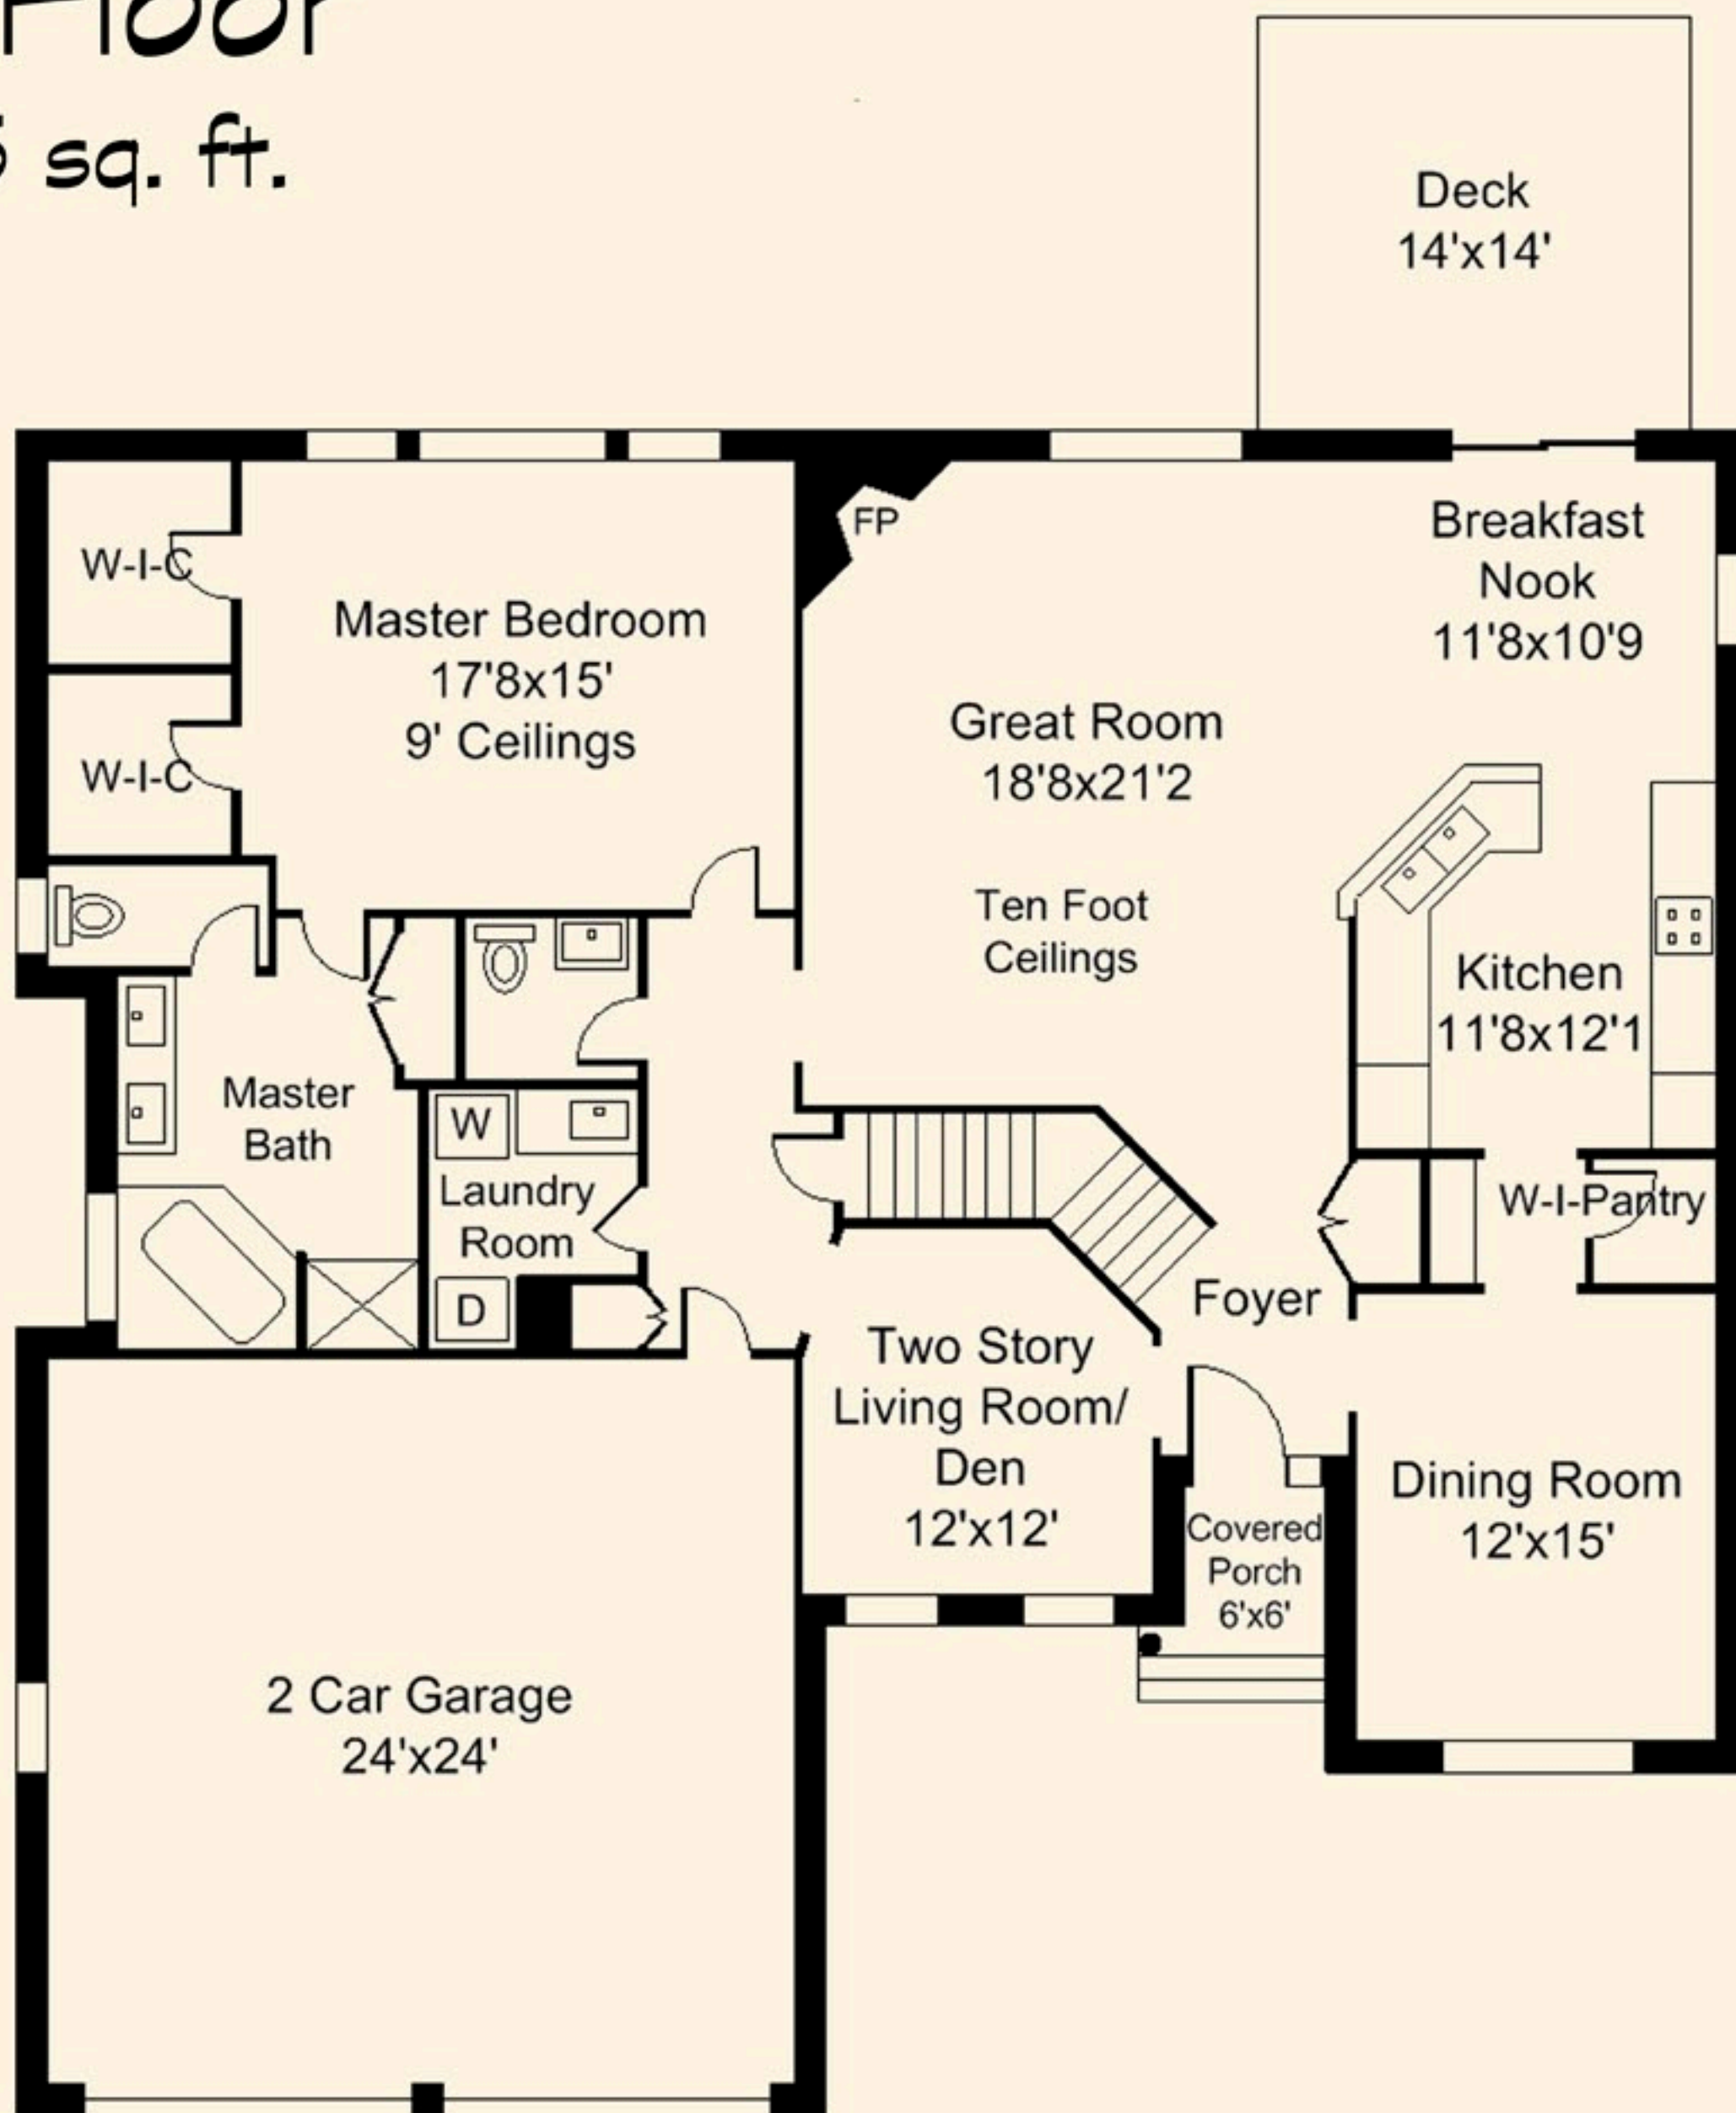 sq. ft.
Deck
14'x14'
FP
Breakfast
Nook
11'8x10'9
W-I-C
Master Bedroom
17'8x15'
9' Ceilings
W-I-C
Great Room
18'8x21'2
Ten Foot
Ceilings
Kitchen
11'8x12'1
Master
Bath
W
Laundry
Room
D
W-I-Pantry
Foyer
Two Story
Living Room/
Den
12'x12'
Covered
Porch
6'x6'
Dining Room
12'x15'
2 Car Garage
24'x24'